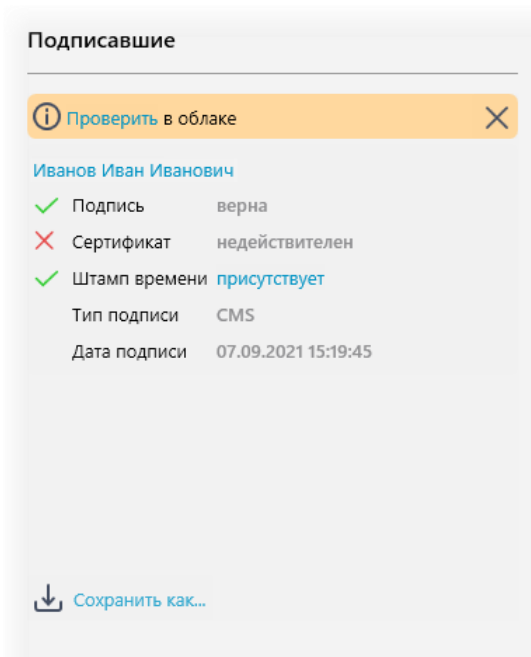 Подписавшие
Проверить в облаке
Иванов Иван Иванович
Подпись верна
Сертификат недействителен
Штамп времени присутствует
Тип подписи CMS
Дата подписи 07.09.2021 15:19:45
Сохранить как...